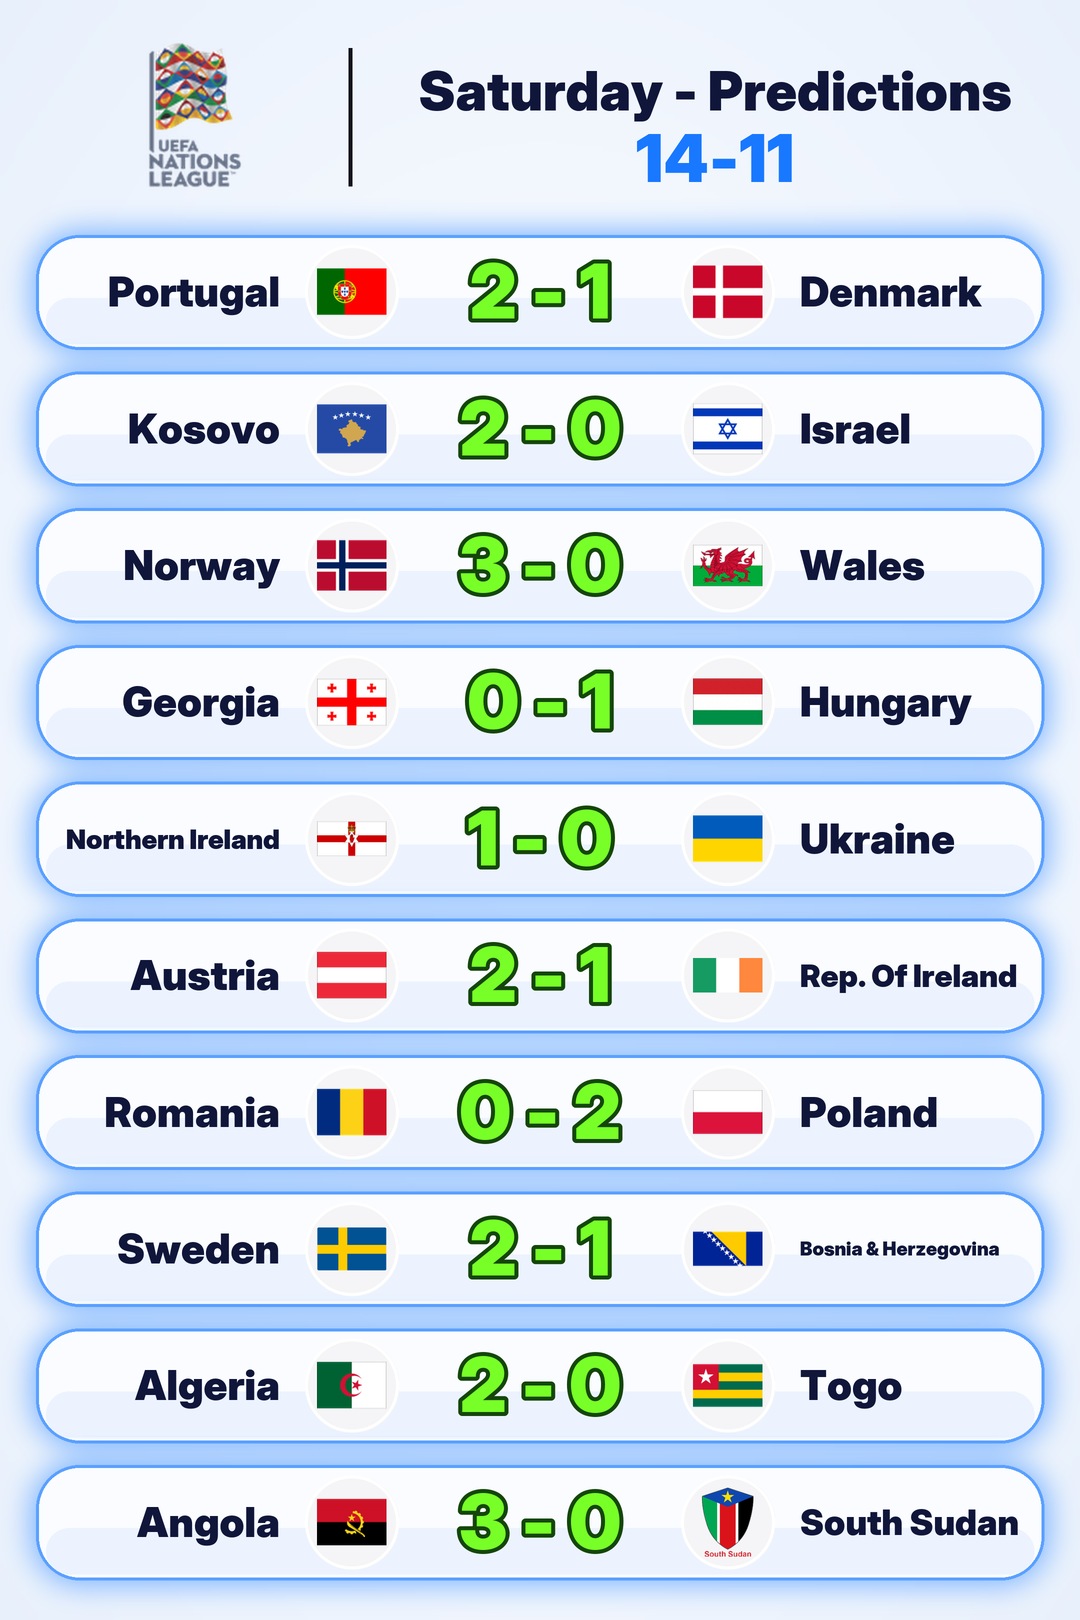 UEFA
NATIONS
LEAGUE™
Saturday - Predictions
14-11
Portugal 2 - 1 Denmark
Kosovo 2 - 0 Israel
Norway 3 - 0 Wales
Georgia 0 - 1 Hungary
Northern Ireland 1 - 0 Ukraine
Austria 2 - 1 Rep. Of Ireland
Romania 0 - 2 Poland
Sweden 2 - 1 Bosnia & Herzegovina
Algeria 2 - 0 Togo
Angola 3 - 0 South Sudan
South Sudan